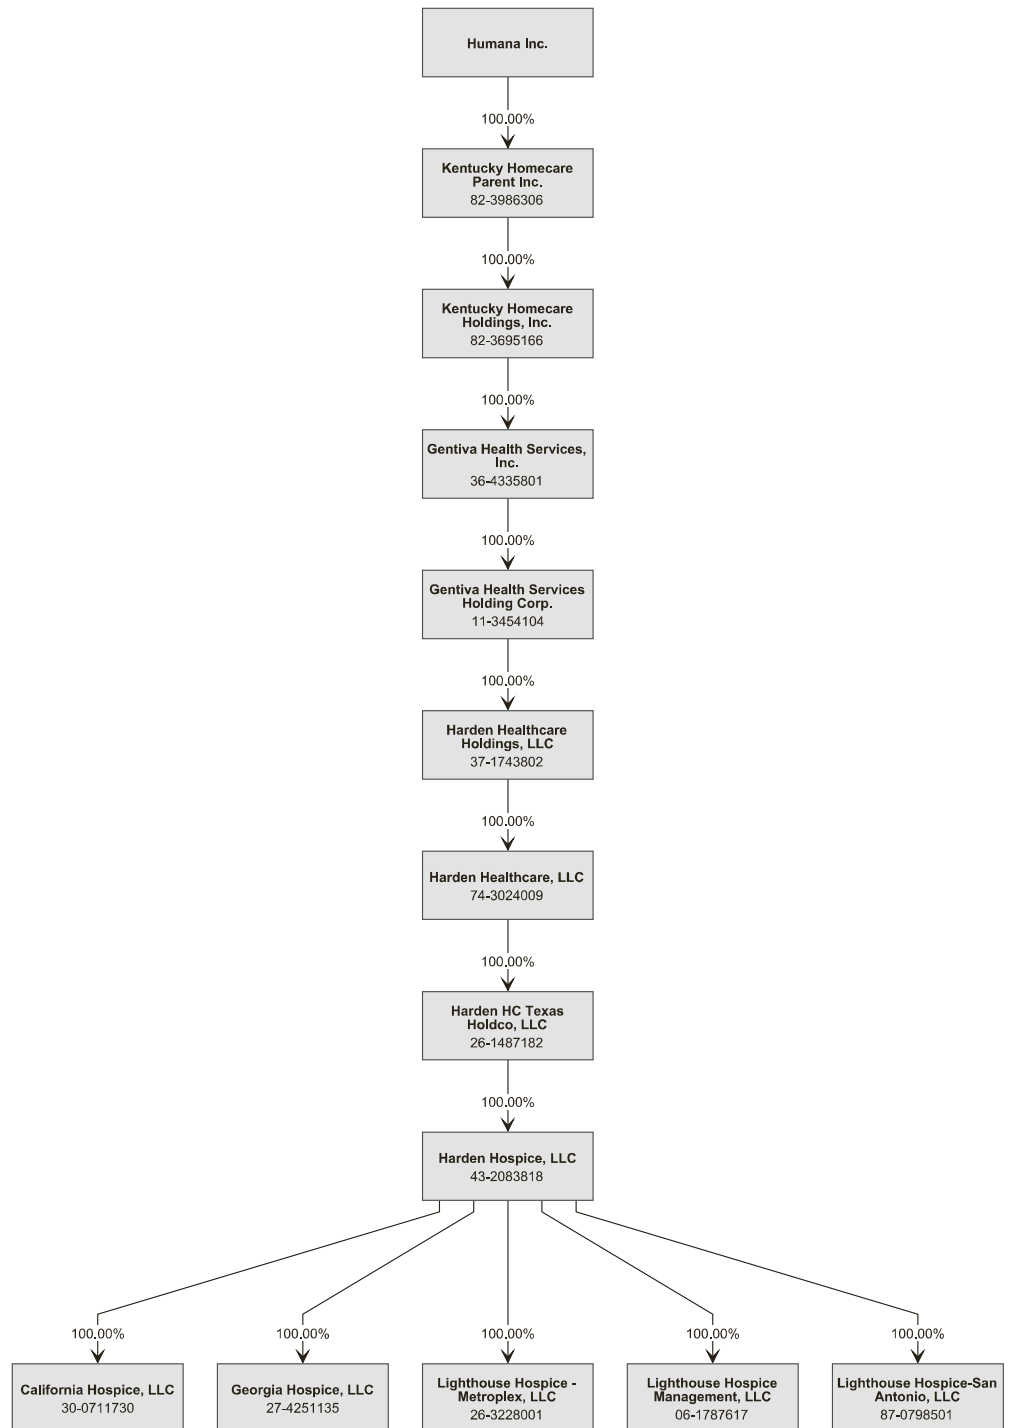 Humana Inc.
100.00%
Kentucky Homecare
Parent Inc.
82-3986306
100.00%
Kentucky Homecare
Holdings, Inc.
82-3695166
100.00%
Gentiva Health Services,
Inc.
36-4335801
100.00%
Gentiva Health Services
Holding Corp.
11-3454104
100.00%
Harden Healthcare
Holdings, LLC
37-1743802
100.00%
Harden Healthcare, LLC
74-3024009
100.00%
Harden HC Texas
Holdco, LLC
26-1487182
100.00%
Harden Hospice, LLC
43-2083818
100.00%
California Hospice, LLC
30-0711730
100.00%
Georgia Hospice, LLC
27-4251135
100.00%
Lighthouse Hospice -
Metroplex, LLC
26-3228001
100.00%
Lighthouse Hospice
Management, LLC
06-1787617
100.00%
Lighthouse Hospice-San
Antonio, LLC
87-0798501